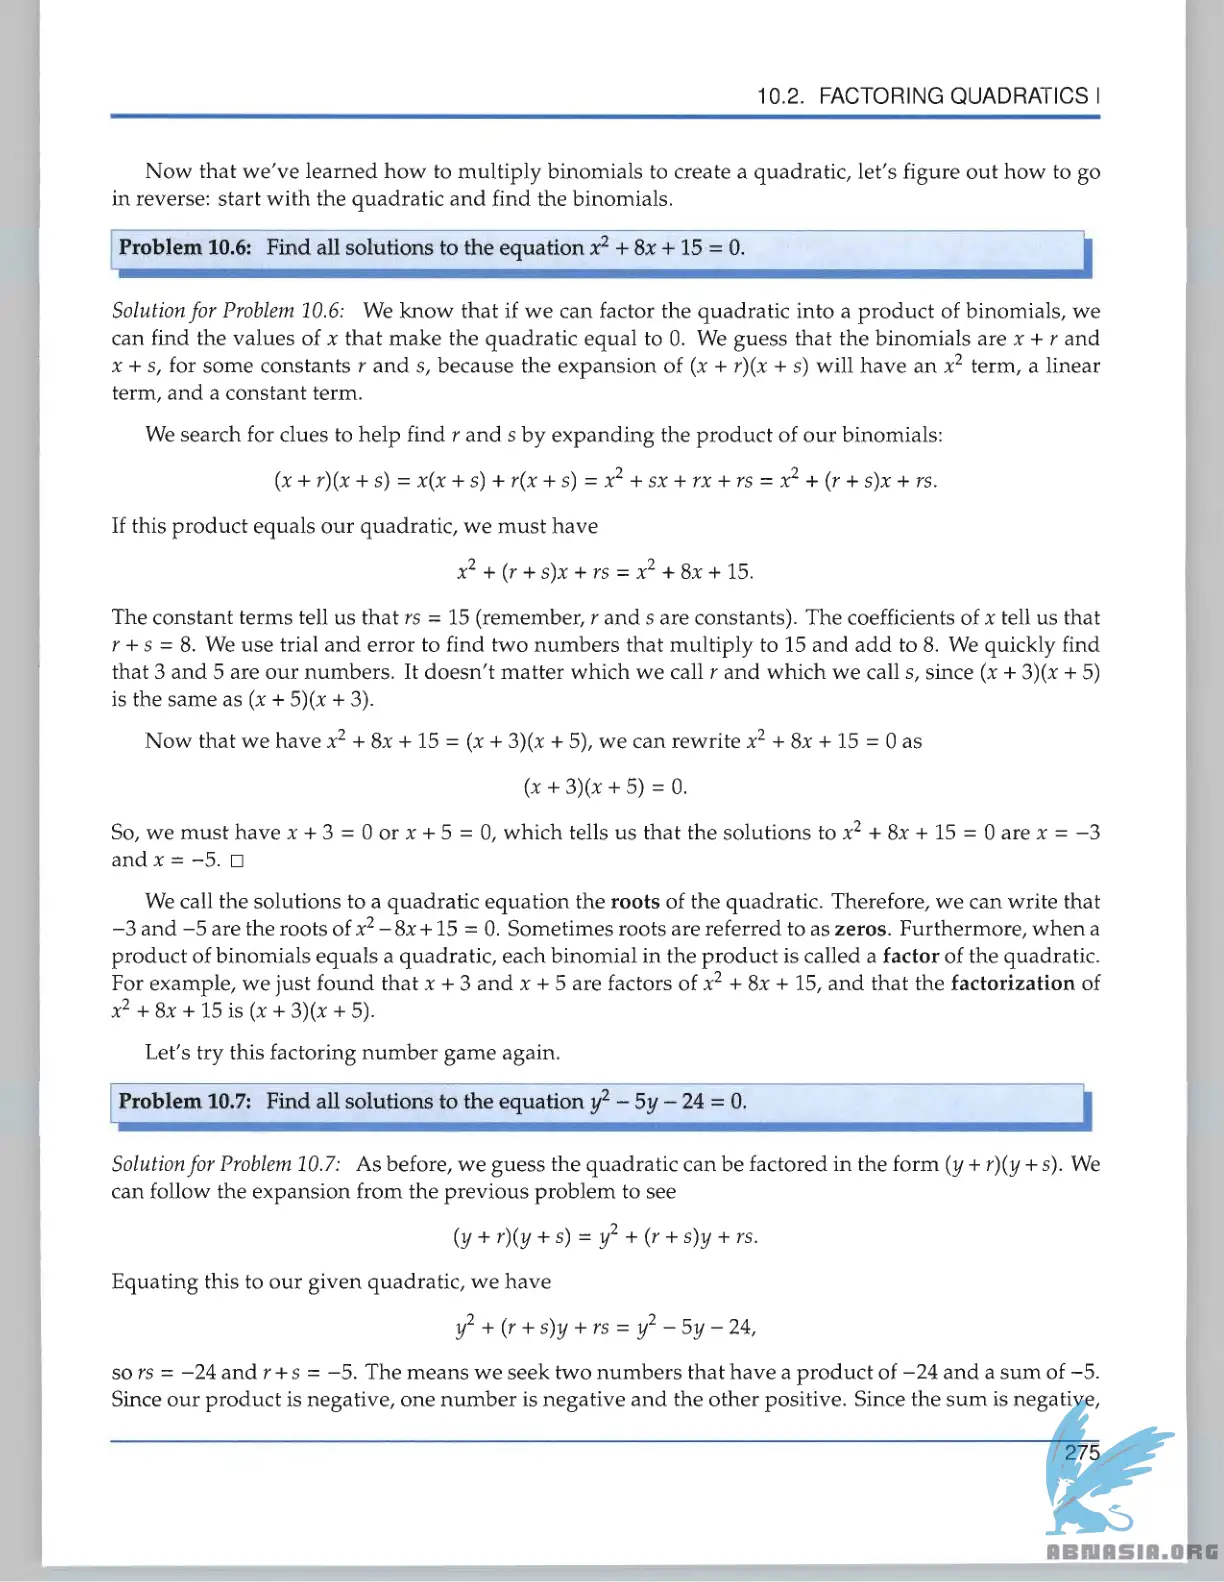 10.2. FACTORING QUADRATICS I
Now that we've learned how to multiply binomials to create a quadratic, let's figure out how to go
in reverse: start with the quadratic and find the binomials.
Problem 10.6: Find all solutions to the equation x² + 8x + 15 = 0.
Solution for Problem 10.6: We know that if we can factor the quadratic into a product of binomials, we
can find the values of x that make the quadratic equal to 0. We guess that the binomials are x + r and
x + s, for some constants r and s, because the expansion of (x + r)(x + s) will have an x² term, a linear
term, and a constant term.
We search for clues to help find r and s by expanding the product of our binomials:
(x + r)(x + s) = x(x + s) + r(x + s) = x² + sx + rx + rs = x² + (r + s)x + rs.
If this product equals our quadratic, we must have
x² + (r + s)x + rs = x² + 8x + 15.
The constant terms tell us that rs = 15 (remember, r and s are constants). The coefficients of x tell us that
r + s = 8. We use trial and error to find two numbers that multiply to 15 and add to 8. We quickly find
that 3 and 5 are our numbers. It doesn't matter which we call r and which we call s, since (x + 3)(x + 5)
is the same as (x + 5)(x + 3).
Now that we have x² + 8x + 15 = (x + 3)(x + 5), we can rewrite x² + 8x + 15 = 0 as
(x + 3)(x + 5) = 0.
So, we must have x + 3 = 0 or x + 5 = 0, which tells us that the solutions to x² + 8x + 15 = 0 are x = −3
and x = −5. □
We call the solutions to a quadratic equation the roots of the quadratic. Therefore, we can write that
−3 and −5 are the roots of x² − 8x + 15 = 0. Sometimes roots are referred to as zeros. Furthermore, when a
product of binomials equals a quadratic, each binomial in the product is called a factor of the quadratic.
For example, we just found that x + 3 and x + 5 are factors of x² + 8x + 15, and that the factorization of
x² + 8x + 15 is (x + 3)(x + 5).
Let's try this factoring number game again.
Problem 10.7: Find all solutions to the equation y² − 5y − 24 = 0.
Solution for Problem 10.7: As before, we guess the quadratic can be factored in the form (y + r)(y + s). We
can follow the expansion from the previous problem to see
(y + r)(y + s) = y² + (r + s)y + rs.
Equating this to our given quadratic, we have
y² + (r + s)y + rs = y² − 5y − 24,
so rs = −24 and r + s = −5. The means we seek two numbers that have a product of −24 and a sum of −5.
Since our product is negative, one number is negative and the other positive. Since the sum is negative,
275
ABNASIA.ORG